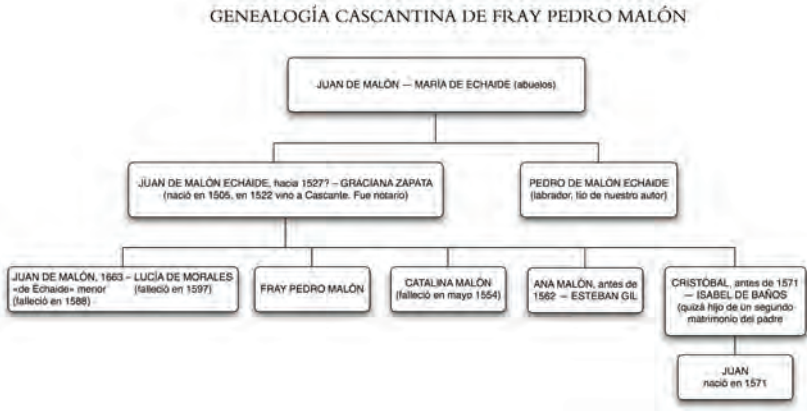 GENEALOGÍA CASCANTINA DE FRAY PEDRO MALÓN
JUAN DE MALÓN — MARÍA DE ECHAIDE (abuelos)
JUAN DE MALÓN ECHAIDE, hacia 1527? – GRACIANA ZAPATA
(nació en 1505, en 1522 vino a Cascante. Fue notario)
PEDRO DE MALÓN ECHAIDE
(labrador, tío de nuestro autor)
JUAN DE MALÓN, 1663 – LUCÍA DE MORALES
«de Echaide» menor (falleció en 1597)
(falleció en 1588)
FRAY PEDRO MALÓN
CATALINA MALÓN
(falleció en mayo 1554)
ANA MALÓN, antes de
1562 — ESTEBAN GIL
CRISTÓBAL, antes de 1571
— ISABEL DE BAÑOS
(quizá hijo de un segundo
matrimonio del padre
JUAN
nació en 1571